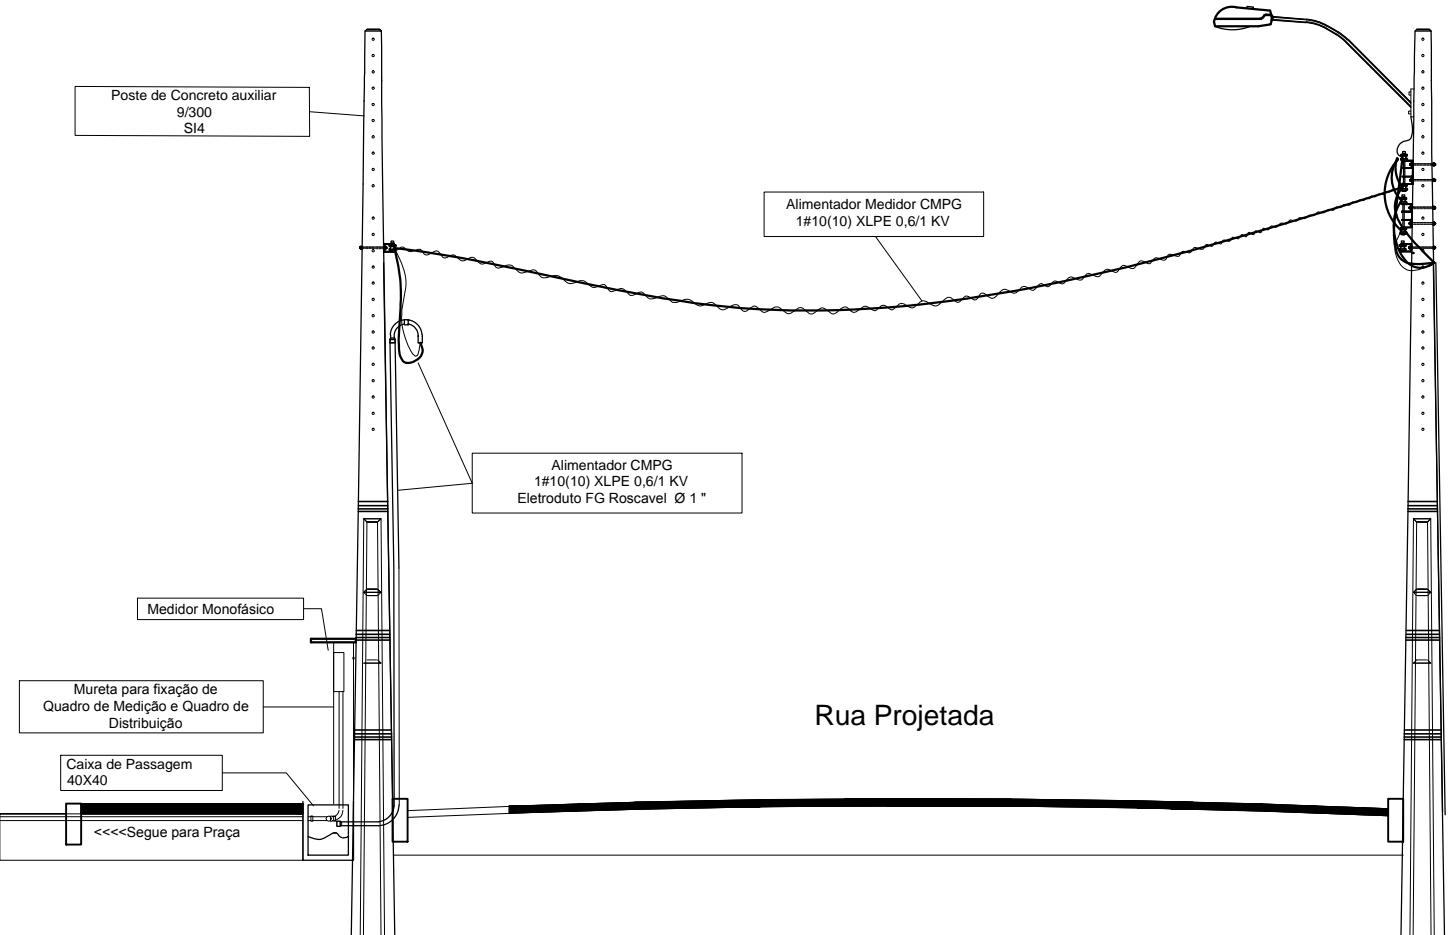 Poste de Concreto auxiliar
9/300
SI4
Alimentador Medidor CMPG
1#10(10) XLPE 0,6/1 KV
Alimentador CMPG
1#10(10) XLPE 0,6/1 KV
Eletroduto FG Roscavel Ø 1 "
Medidor Monofásico
Mureta para fixação de
Quadro de Medição e Quadro de
Distribuição
Rua Projetada
Caixa de Passagem
40X40
<<<<Segue para Praça